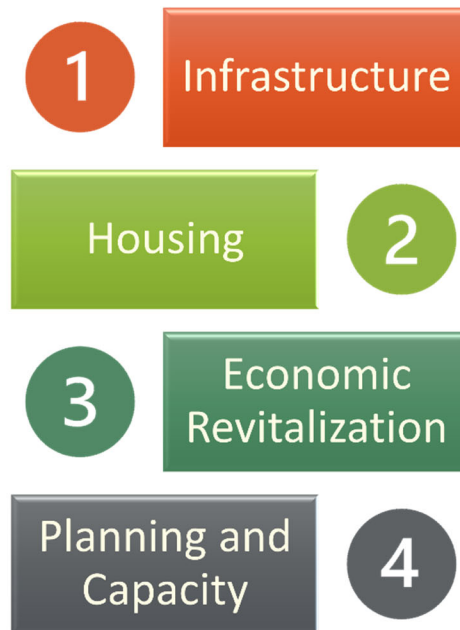 1
Infrastructure
Housing
2
3
Economic
Revitalization
Planning and
Capacity
4